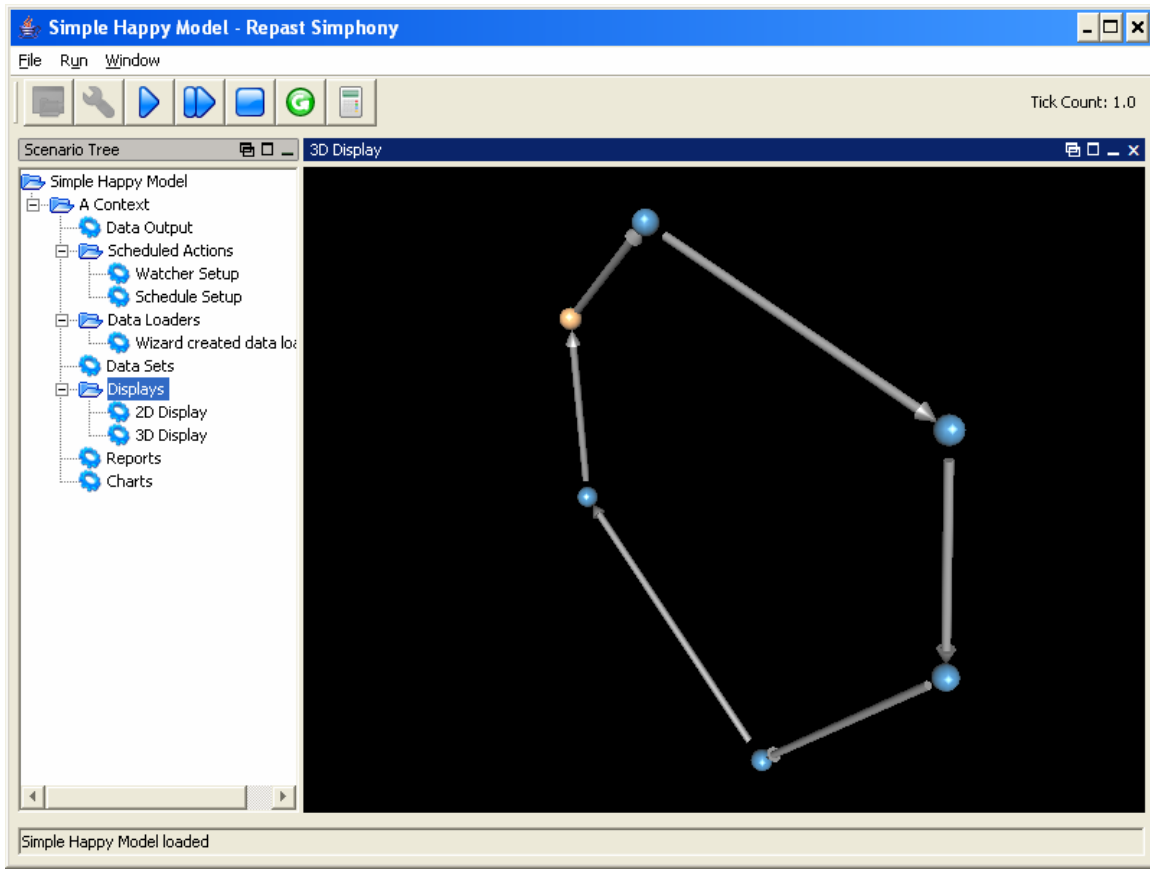 Simple Happy Model - Repast Simphony
File Run Window
Tick Count: 1.0
Scenario Tree
3D Display
Simple Happy Model
A Context
Data Output
Scheduled Actions
Watcher Setup
Schedule Setup
Data Loaders
Wizard created data loa
Data Sets
Displays
2D Display
3D Display
Reports
Charts
Simple Happy Model loaded